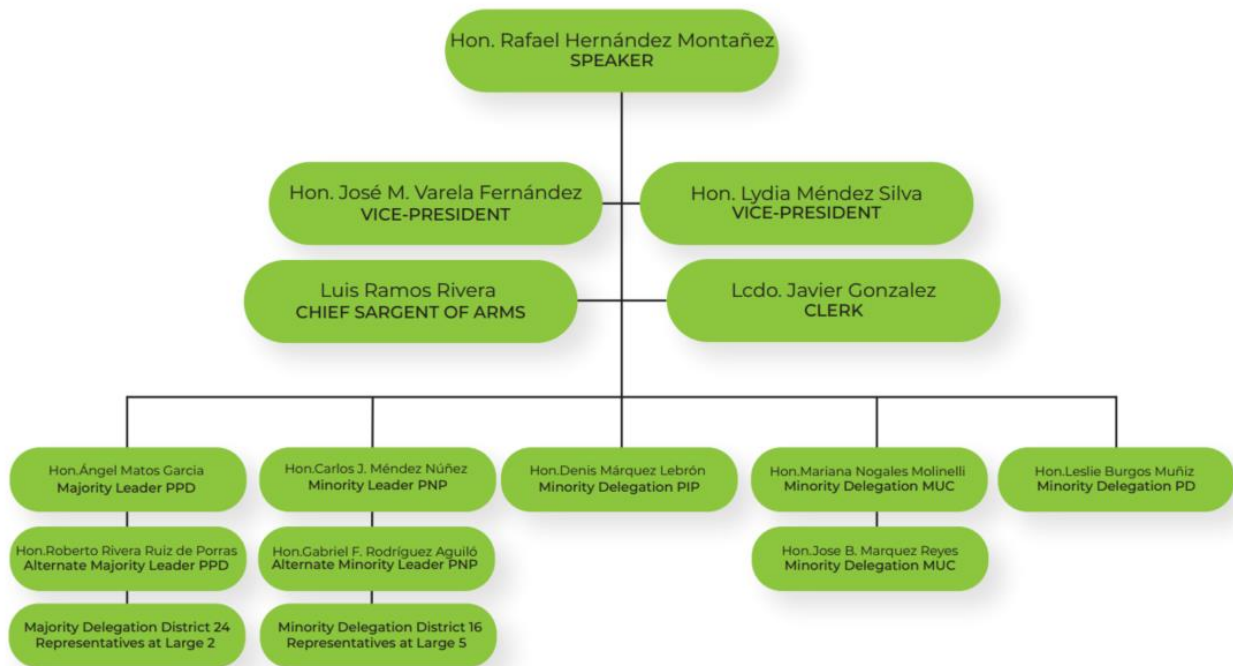 Hon. Rafael Hernández Montañez
SPEAKER
Hon. José M. Varela Fernández
VICE-PRESIDENT
Hon. Lydia Méndez Silva
VICE-PRESIDENT
Luis Ramos Rivera
CHIEF SARGENT OF ARMS
Lcdo. Javier Gonzalez
CLERK
Hon.Ángel Matos Garcia
Majority Leader PPD
Hon.Carlos J. Méndez Núñez
Minority Leader PNP
Hon.Denis Márquez Lebrón
Minority Delegation PIP
Hon.Mariana Nogales Molinelli
Minority Delegation MUC
Hon.Leslie Burgos Muñiz
Minority Delegation PD
Hon.Roberto Rivera Ruiz de Porras
Alternate Majority Leader PPD
Hon.Gabriel F. Rodríguez Aguiló
Alternate Minority Leader PNP
Hon.Jose B. Marquez Reyes
Minority Delegation MUC
Majority Delegation District 24
Representatives at Large 2
Minority Delegation District 16
Representatives at Large 5